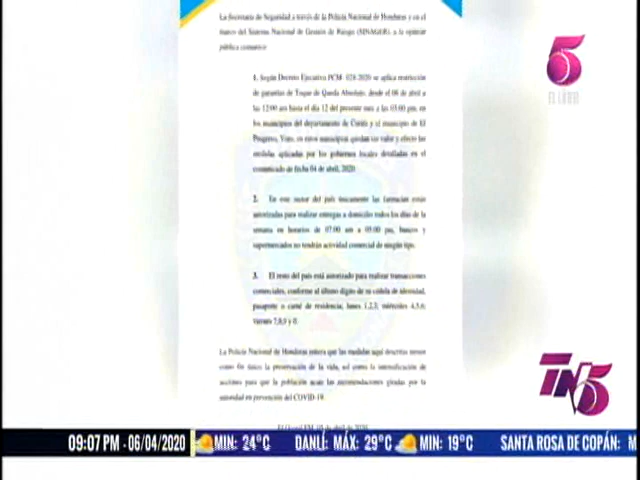 La Secretaría de Seguridad a través de la Policía Nacional de Honduras y en el
marco del Sistema Nacional de Gestión de Riesgo (SINAGER), a la opinión
pública comunica:
1. Según Decreto Ejecutivo PCM 028-2020 se aplica restricción
de garantías de Toque de Queda Absoluto, desde el 06 de abril a
las 12:00 am hasta el día 12 del presente mes a las 03:00 pm, en
los municipios del departamento de Cortés y el municipio de El
Progreso, Yoro, en estos municipios quedan sin valor y efecto las
medidas aplicadas por los gobiernos locales detalladas en el
comunicado de fecha 04 de abril, 2020
2. En este sector del país únicamente las farmacias están
autorizadas para realizar entregas a domicilio todos los días de la
semana en horarios de 07:00 am a 05:00 pm, bancos y
supermercados no tendrán actividad comercial de ningún tipo.
3. El resto del país está autorizado para realizar transacciones
comerciales, conforme al último dígito de su cédula de identidad,
pasaporte o carné de residencia, lunes 1,2,3; miércoles 4,5,6;
viernes 7,8,9 y 0.
La Policía Nacional de Honduras reitera que las medidas aquí descritas tienen
como fin único la preservación de la vida, así como la intensificación de
acciones para que la población acate las recomendaciones giradas por la
autoridad en prevención del COVID-19.
5
EL LÍDER
TN5
09:07 PM - 06/04/2020 MIN: 24°C DANLÍ: MÁX: 29°C MIN: 19°C SANTA ROSA DE COPÁN: M